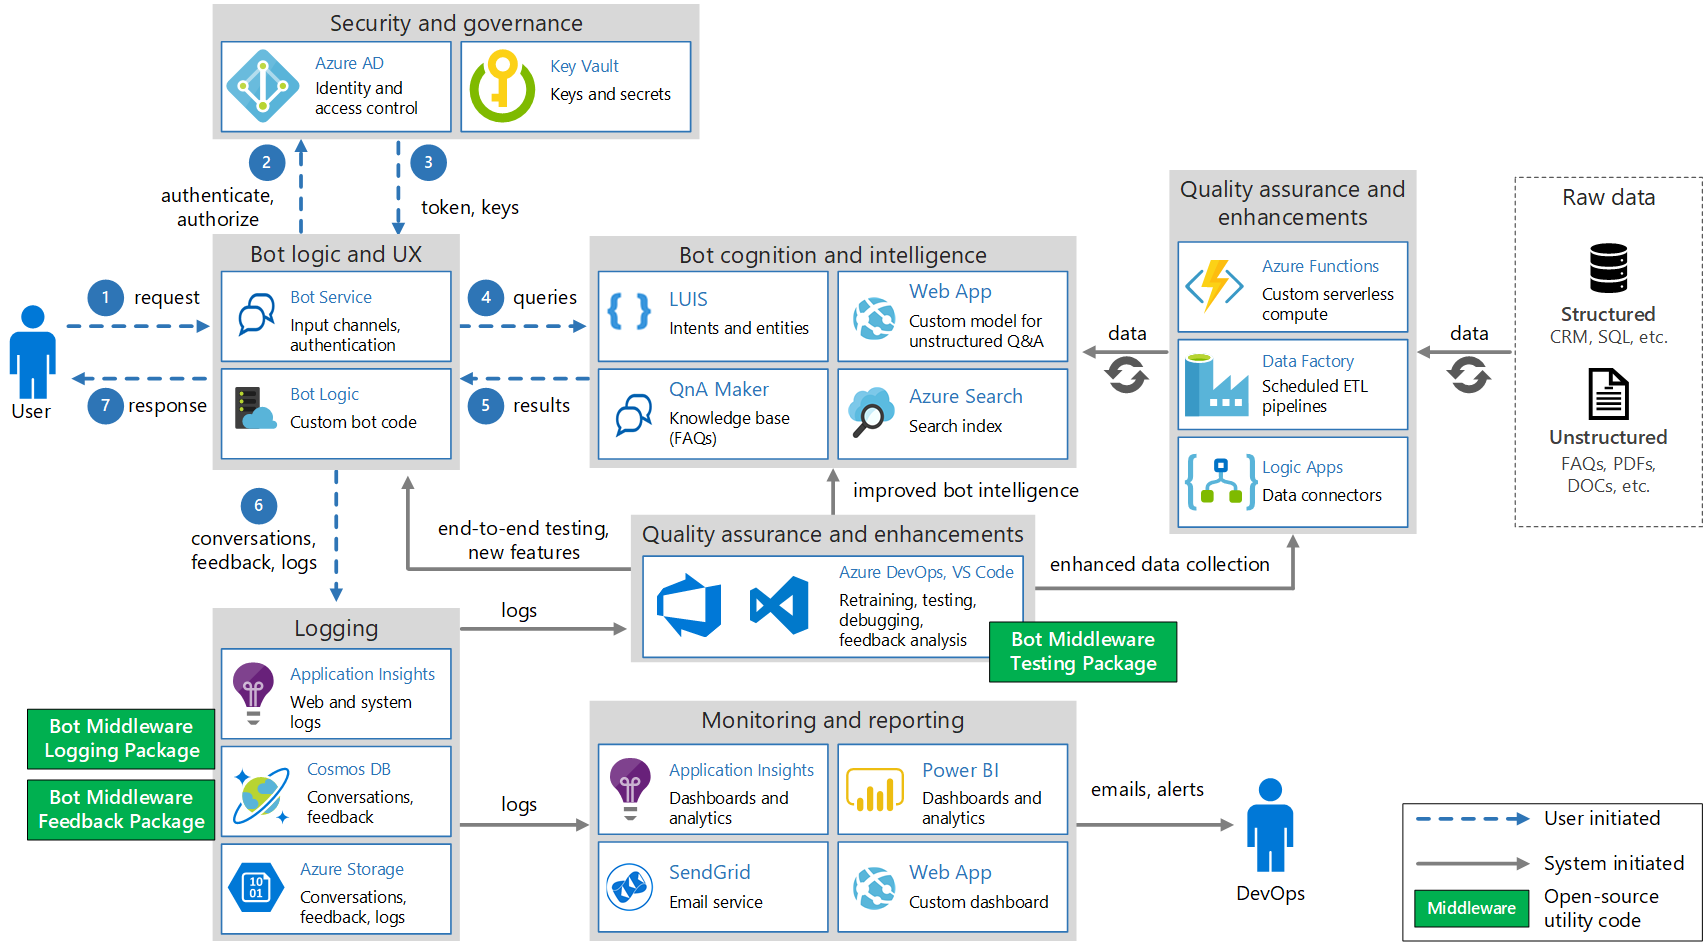 Security and governance
Azure AD
Identity and
access control
Key Vault
Keys and secrets
2
authenticate,
authorize
3
token, keys
1
request
User
7
response
Bot logic and UX
Bot Service
Input channels,
authentication
Bot Logic
Custom bot code
4
queries
5
results
Bot cognition and intelligence
LUIS
Intents and entities
Web App
Custom model for
unstructured Q&A
QnA Maker
Knowledge base
(FAQs)
Azure Search
Search index
data
Quality assurance and
enhancements
Azure Functions
Custom serverless
compute
Data Factory
Scheduled ETL
pipelines
Logic Apps
Data connectors
data
Raw data
Structured
CRM, SQL, etc.
Unstructured
FAQs, PDFs,
DOCs, etc.
6
conversations,
feedback, logs
end-to-end testing,
new features
improved bot intelligence
Quality assurance and enhancements
Azure DevOps, VS Code
Retraining, testing,
debugging,
feedback analysis
Bot Middleware
Testing Package
enhanced data collection
Logging
Application Insights
Web and system
logs
Cosmos DB
Conversations,
feedback
Azure Storage
10
01
Conversations,
feedback, logs
Bot Middleware
Logging Package
Bot Middleware
Feedback Package
logs
logs
Monitoring and reporting
Application Insights
Dashboards and
analytics
Power BI
Dashboards and
analytics
SendGrid
Email service
Web App
Custom dashboard
emails, alerts
DevOps
User initiated
System initiated
Middleware
Open-source
utility code